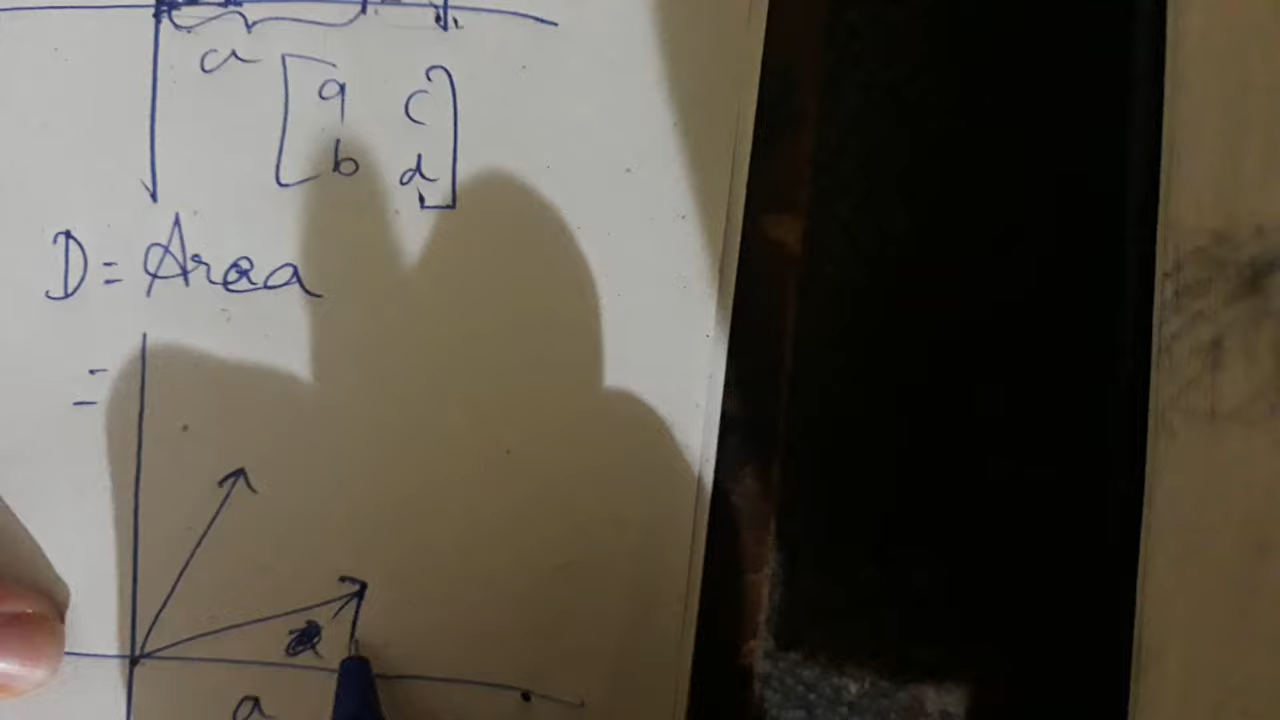 a
a c
b d
D = Area
=
a